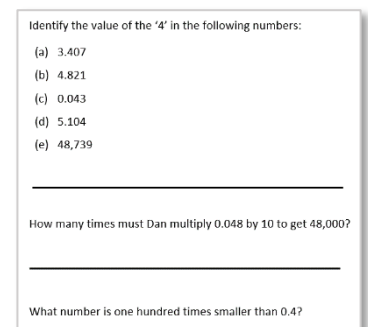 Identify the value of the ‘4’ in the following numbers:
(a) 3.407
(b) 4.821
(c) 0.043
(d) 5.104
(e) 48,739
How many times must Dan multiply 0.048 by 10 to get 48,000?
What number is one hundred times smaller than 0.4?